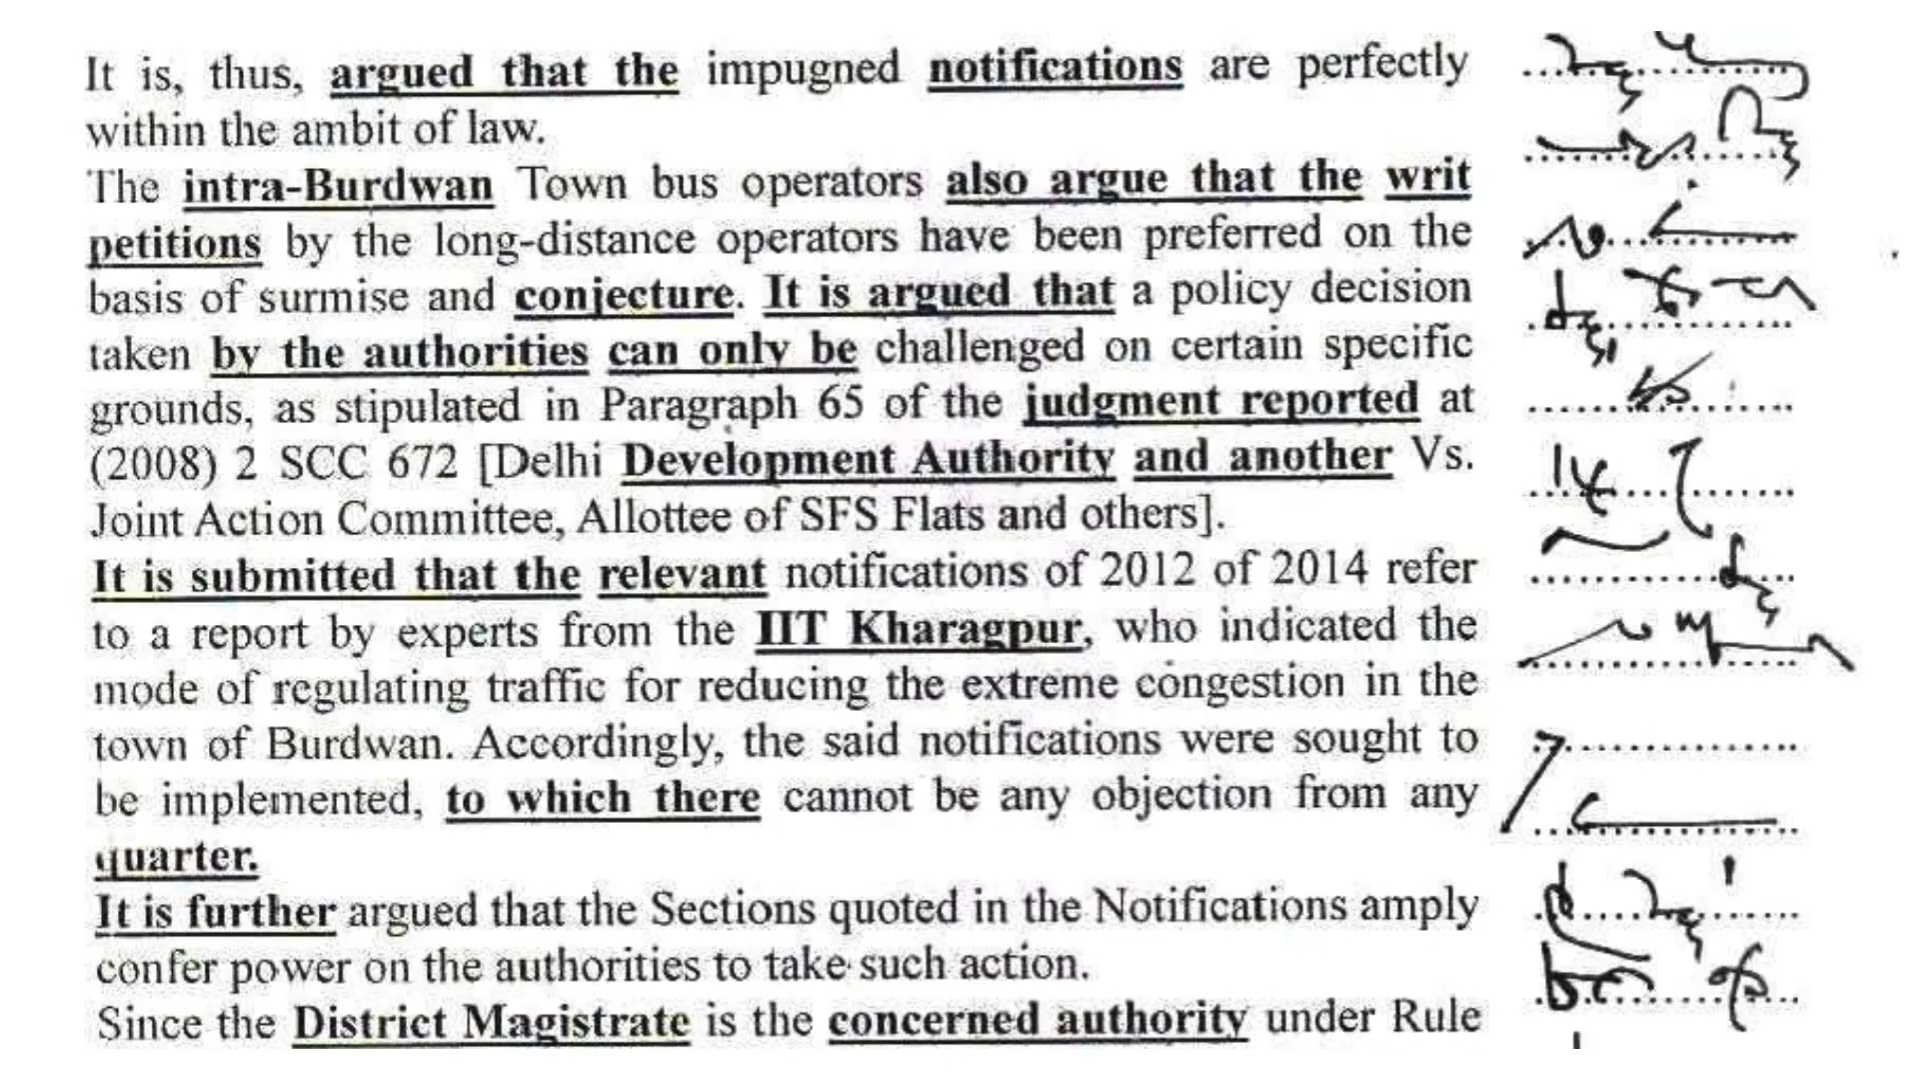 It is, thus, argued that the impugned notifications are perfectly
within the ambit of law.
The intra-Burdwan Town bus operators also argue that the writ
petitions by the long-distance operators have been preferred on the
basis of surmise and conjecture. It is argued that a policy decision
taken by the authorities can only be challenged on certain specific
grounds, as stipulated in Paragraph 65 of the judgment reported at
(2008) 2 SCC 672 [Delhi Development Authority and another Vs.
Joint Action Committee, Allottee of SFS Flats and others].
It is submitted that the relevant notifications of 2012 of 2014 refer
to a report by experts from the IIT Kharagpur, who indicated the
mode of regulating traffic for reducing the extreme congestion in the
town of Burdwan. Accordingly, the said notifications were sought to
be implemented, to which there cannot be any objection from any
quarter.
It is further argued that the Sections quoted in the Notifications amply
confer power on the authorities to take such action.
Since the District Magistrate is the concerned authority under Rule